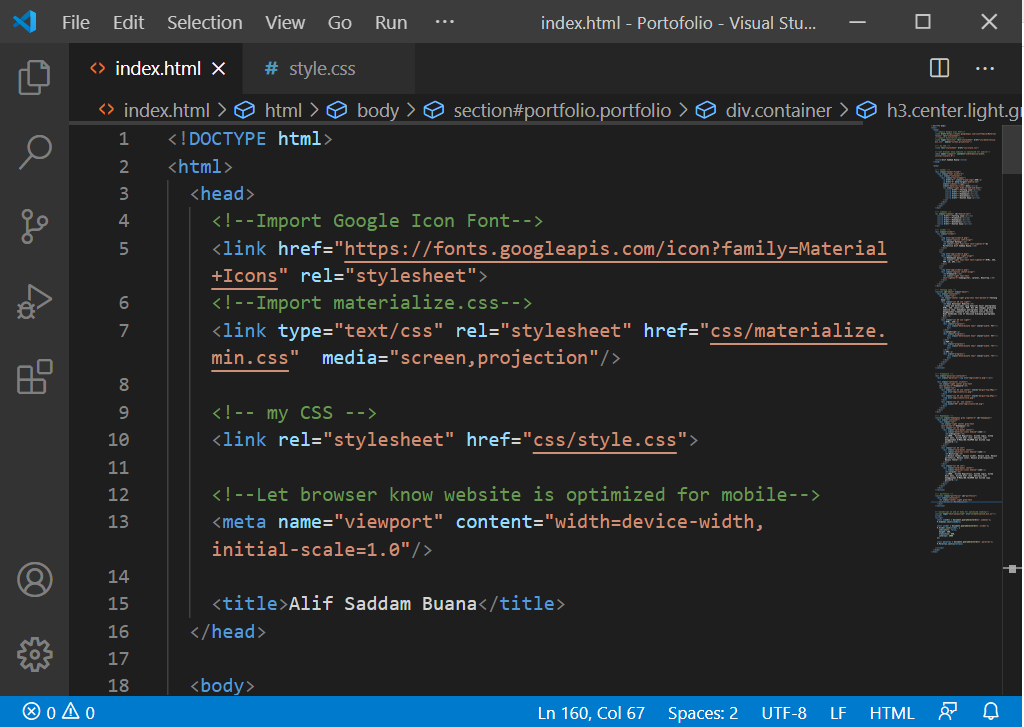 File Edit Selection View Go Run ··· index.html - Portofolio - Visual Stu...
index.html style.css
index.html > html > body > section#portfolio.portfolio > div.container > h3.center.light.gr
1 <!DOCTYPE html>
2 <html>
3 <head>
4 <!--Import Google Icon Font-->
5 <link href="https://fonts.googleapis.com/icon?family=Material
+Icons" rel="stylesheet">
6 <!--Import materialize.css-->
7 <link type="text/css" rel="stylesheet" href="css/materialize.
min.css"  media="screen,projection"/>
8
9 <!-- my CSS -->
10 <link rel="stylesheet" href="css/style.css">
11
12 <!--Let browser know website is optimized for mobile-->
13 <meta name="viewport" content="width=device-width,
initial-scale=1.0"/>
14
15 <title>Alif Saddam Buana</title>
16 </head>
17
18 <body>
0 0 Ln 160, Col 67 Spaces: 2 UTF-8 LF HTML